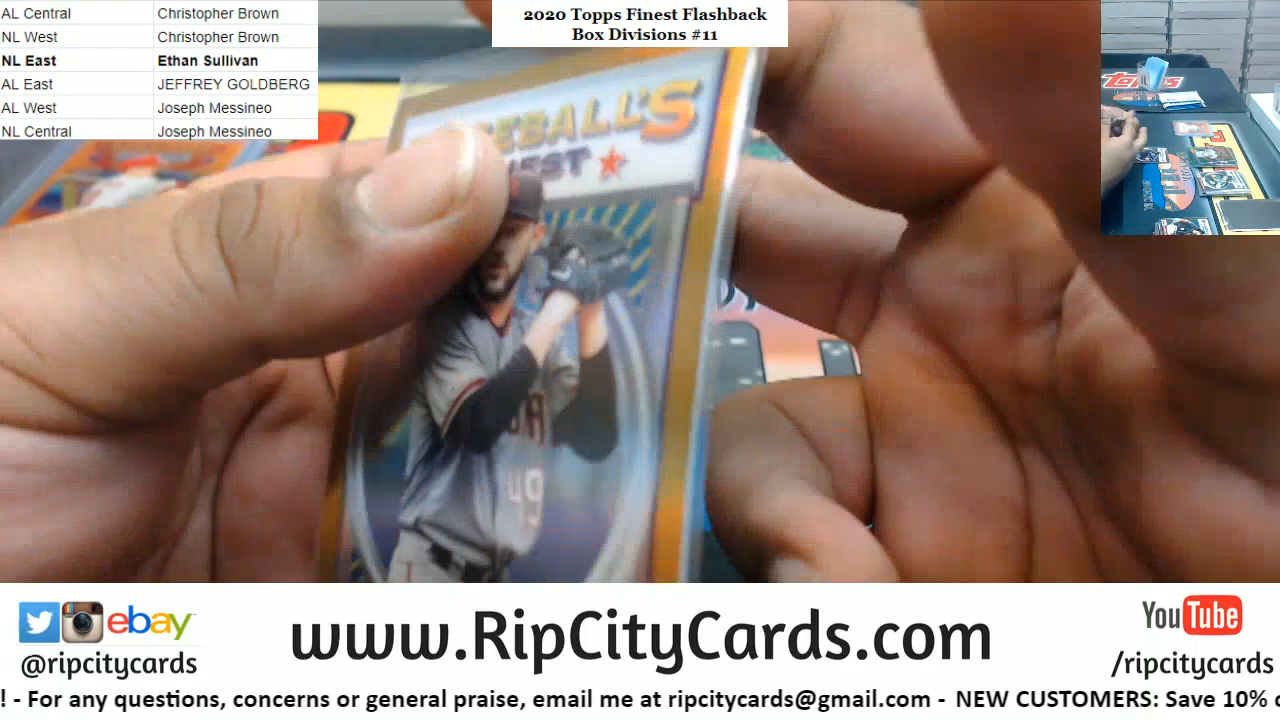 AL Central Christopher Brown
NL West Christopher Brown
NL East Ethan Sullivan
AL East JEFFREY GOLDBERG
AL West Joseph Messineo
NL Central Joseph Messineo
2020 Topps Finest Flashback
Box Divisions #11
Topps
49
ebay
@ripcitycards
www.RipCityCards.com
YouTube
/ripcitycards
! - For any questions, concerns or general praise, email me at ripcitycards@gmail.com - NEW CUSTOMERS: Save 10%